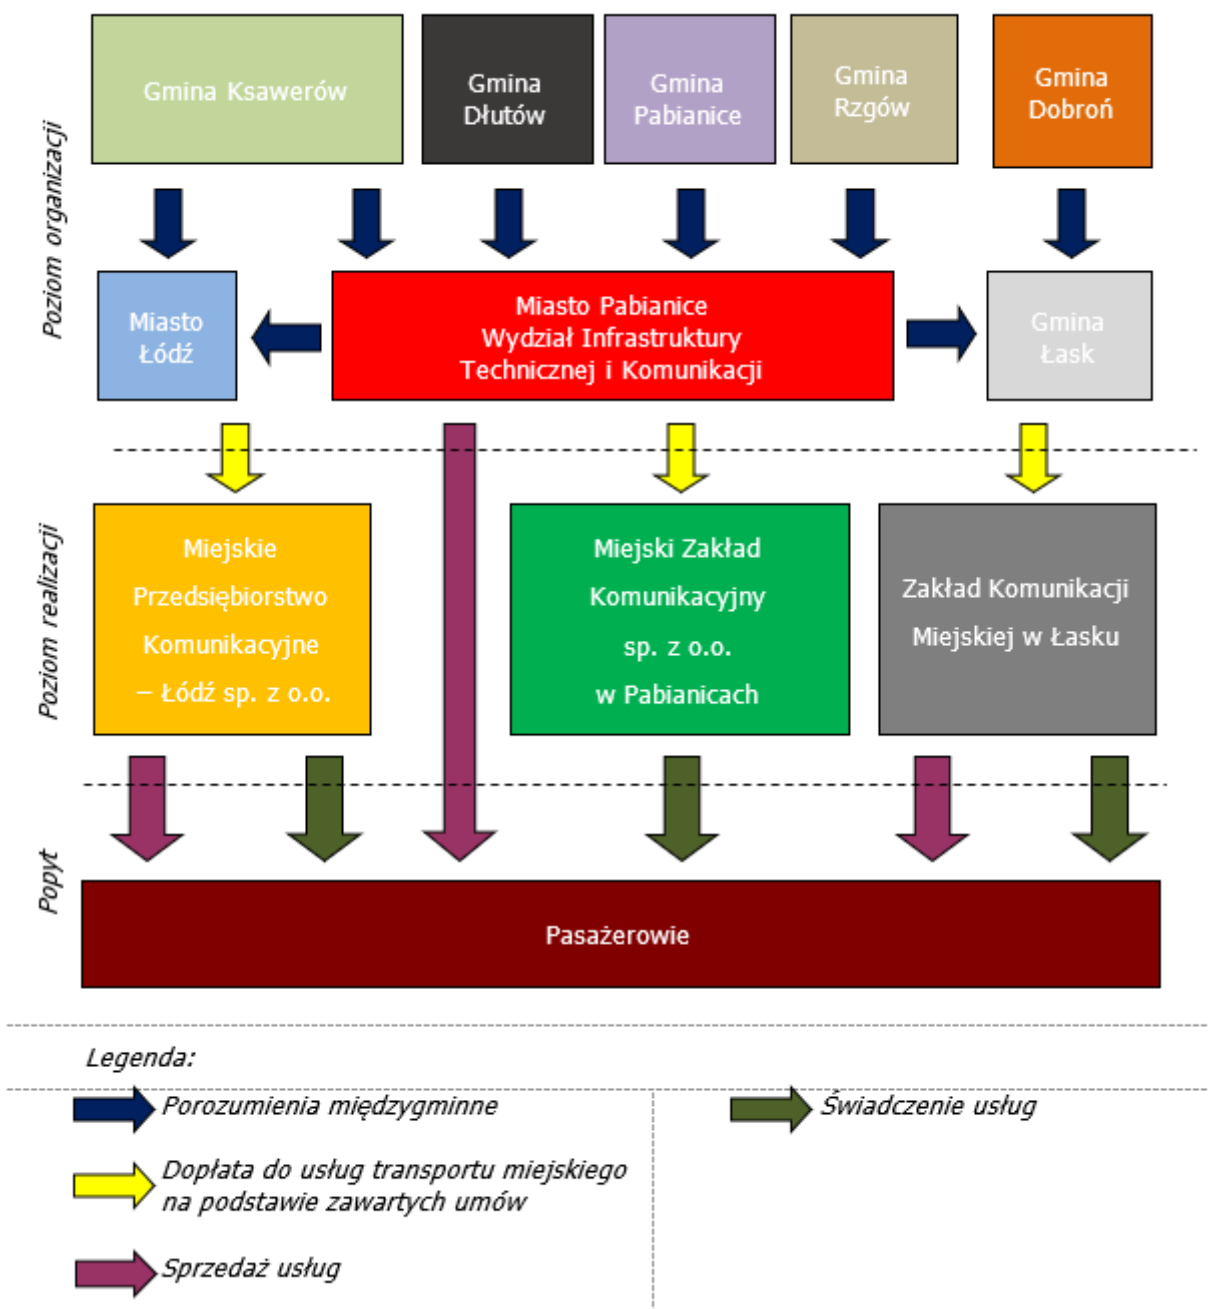 Poziom organizacji
Gmina Ksawerów
Gmina
Dłutów
Gmina
Pabianice
Gmina
Rzgów
Gmina
Dobroń
Miasto
Łódź
Miasto Pabianice
Wydział Infrastruktury
Technicznej i Komunikacji
Gmina
Łask
Poziom realizacji
Miejskie
Przedsiębiorstwo
Komunikacyjne
– Łódź sp. z o.o.
Miejski Zakład
Komunikacyjny
sp. z o.o.
w Pabianicach
Zakład Komunikacji
Miejskiej w Łasku
Popyt
Pasażerowie
Legenda:
Porozumienia międzygminne
Dopłata do usług transportu miejskiego
na podstawie zawartych umów
Sprzedaż usług
Świadczenie usług